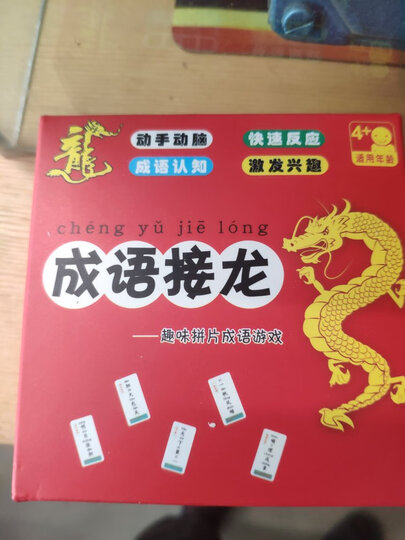 龍
动手动脑 快速反应 4+
成语认知 激发兴趣 适用年龄
chéng yǔ jiē lóng
成语接龙
——趣味拼片成语游戏